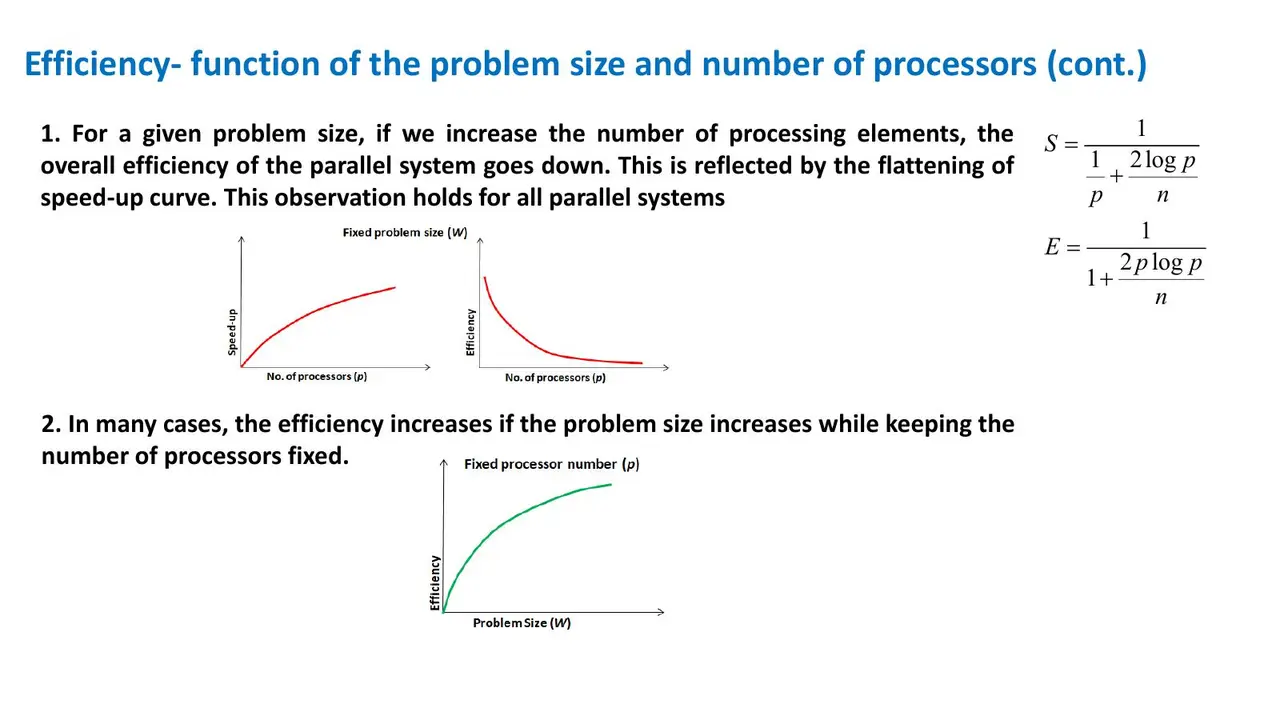 Efficiency- function of the problem size and number of processors (cont.)
1. For a given problem size, if we increase the number of processing elements, the
overall efficiency of the parallel system goes down. This is reflected by the flattening of
speed-up curve. This observation holds for all parallel systems
S = 1 / (1/p + 2 log p / n)
E = 1 / (1 + 2 p log p / n)
Fixed problem size (W)
Speed-up
No. of processors (p)
Efficiency
No. of processors (p)
2. In many cases, the efficiency increases if the problem size increases while keeping the
number of processors fixed.
Fixed processor number (p)
Efficiency
Problem Size (W)